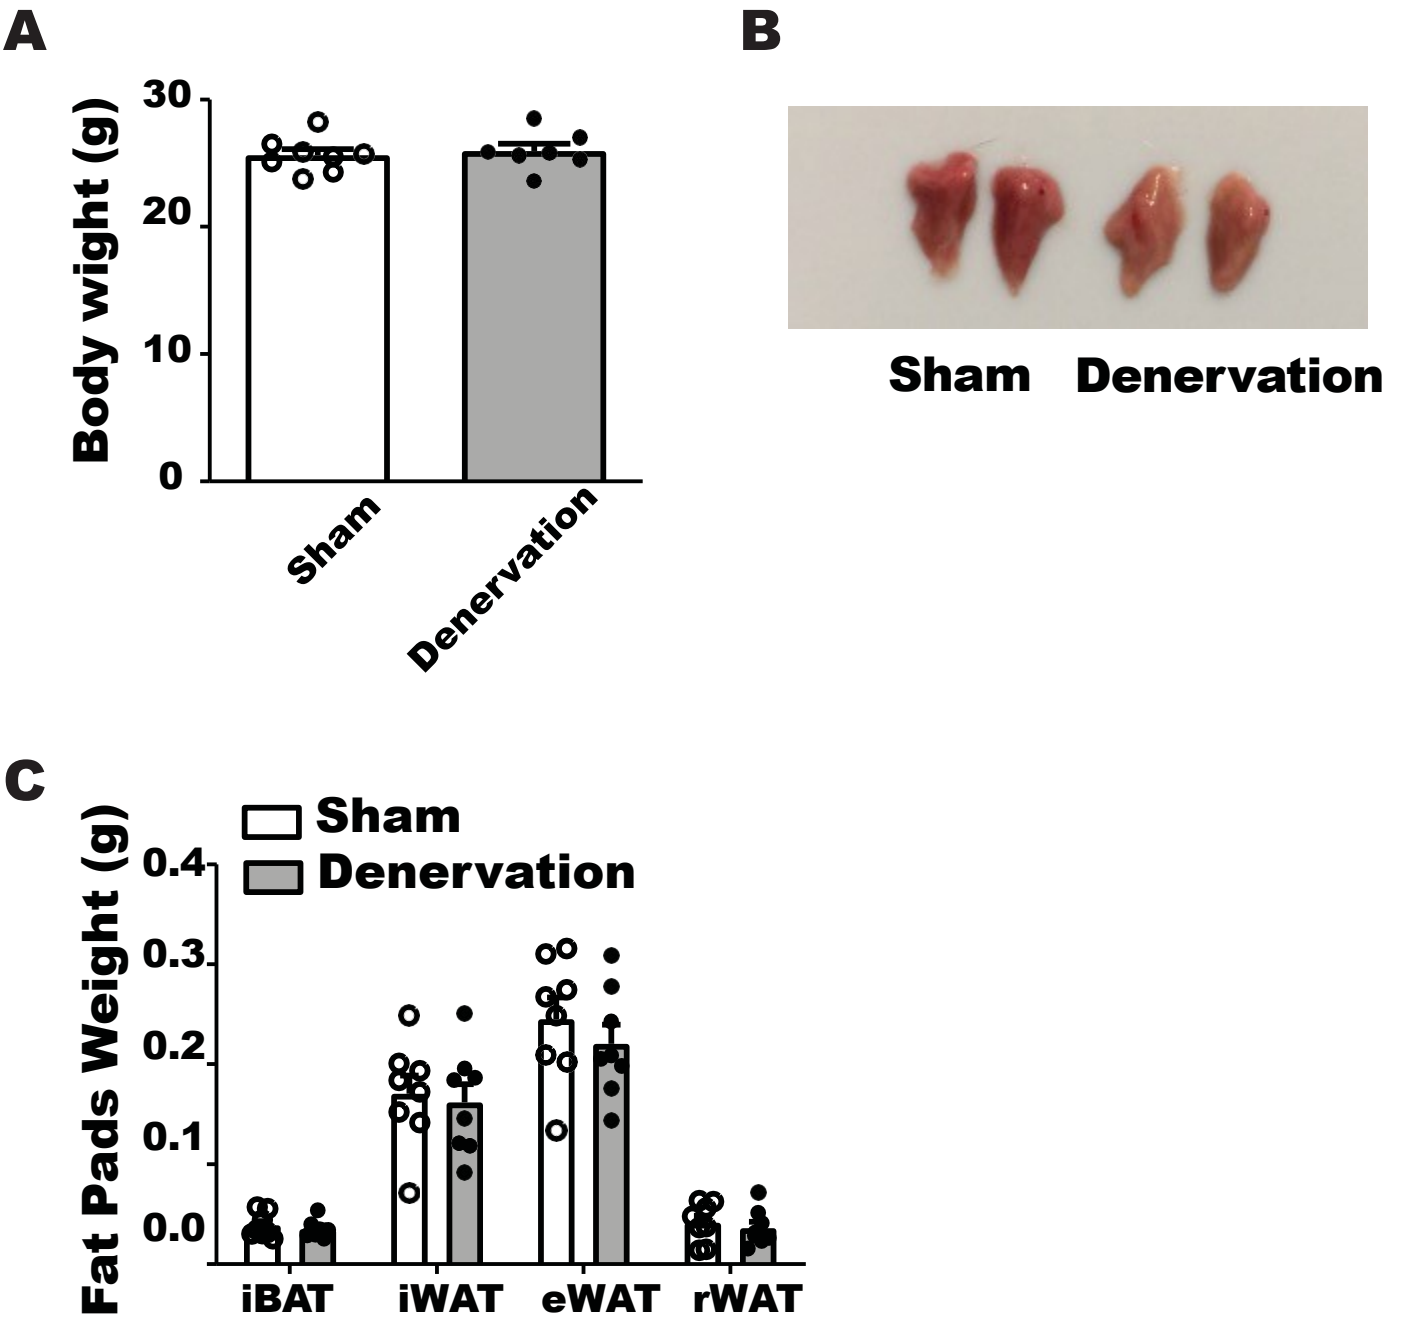 A
B
Body wight (g)
30
20
10
0
Sham
Denervation
Sham Denervation
C
Sham
Denervation
Fat Pads Weight (g)
0.4
0.3
0.2
0.1
0.0
iBAT iWAT eWAT rWAT